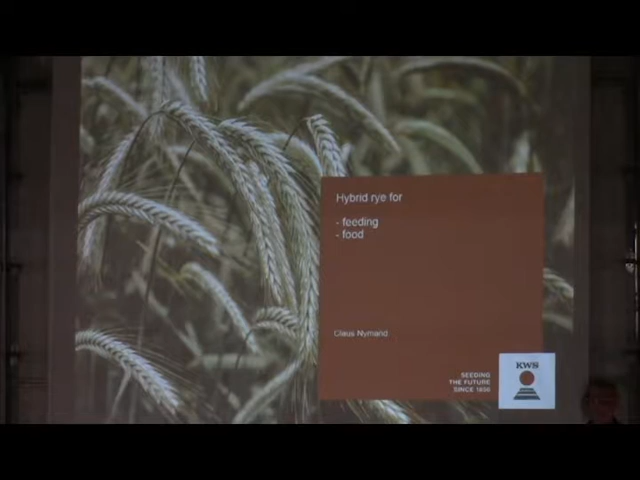 Hybrid rye for
- feeding
- food
Claus Nymand
SEEDING
THE FUTURE
SINCE 1856
KWS